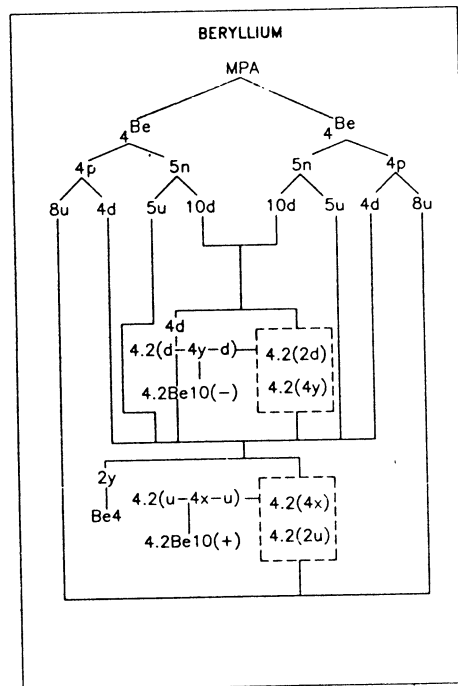 BERYLLIUM
MPA
4Be 4Be
4p 5n 5n 4p
8u 4d 5u 10d 10d 5u 4d 8u
4d
4.2(d-4y-d) 4.2(2d)
4.2Be10(-) 4.2(4y)
2y
4.2(u-4x-u) 4.2(4x)
Be4
4.2Be10(+) 4.2(2u)